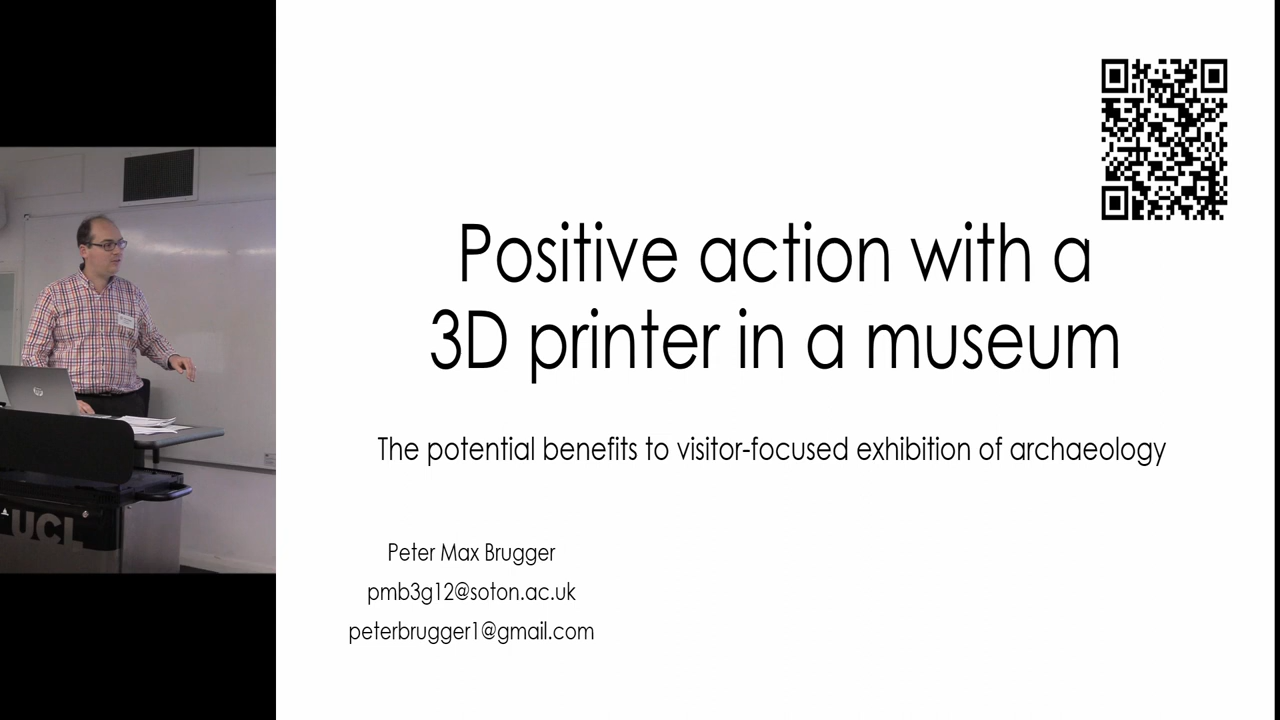 Positive action with a
3D printer in a museum
The potential benefits to visitor-focused exhibition of archaeology
Peter Max Brugger
pmb3g12@soton.ac.uk
peterbrugger1@gmail.com
UCL